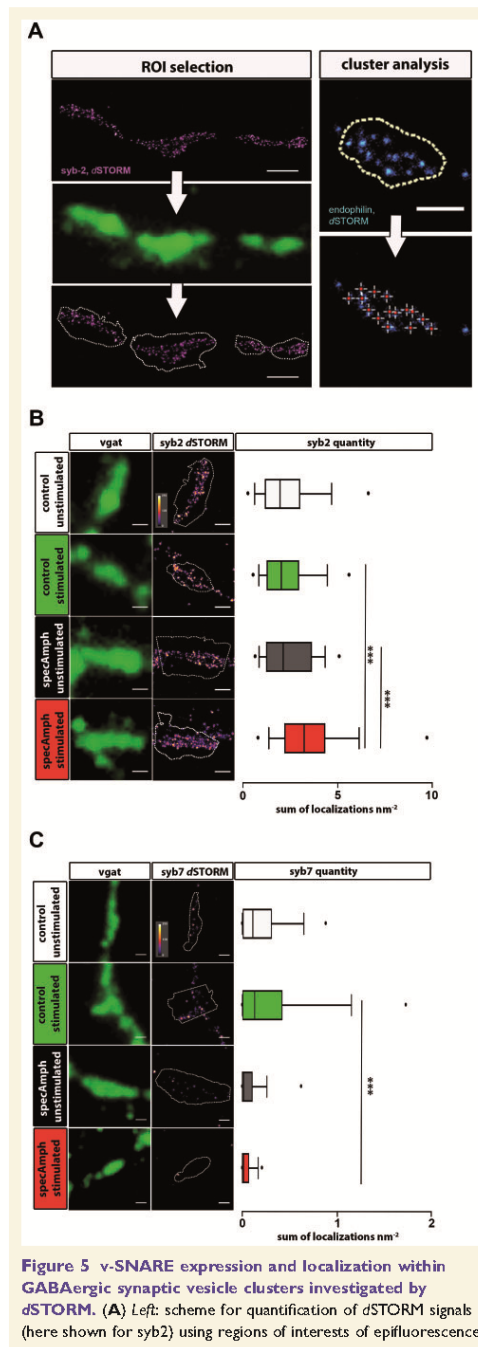 A
ROI selection
cluster analysis
syb-2, dSTORM
endophilin,
dSTORM
B
vgat
syb2 dSTORM
syb2 quantity
control
unstimulated
control
stimulated
specAmph
unstimulated
specAmph
stimulated
***
***
0
5
10
sum of localizations nm-2
C
vgat
syb7 dSTORM
syb7 quantity
control
unstimulated
control
stimulated
specAmph
unstimulated
specAmph
stimulated
***
0
1
2
sum of localizations nm-2
Figure 5 v-SNARE expression and localization within
GABAergic synaptic vesicle clusters investigated by
dSTORM. (A) Left: scheme for quantification of dSTORM signals
(here shown for syb2) using regions of interests of epifluorescence